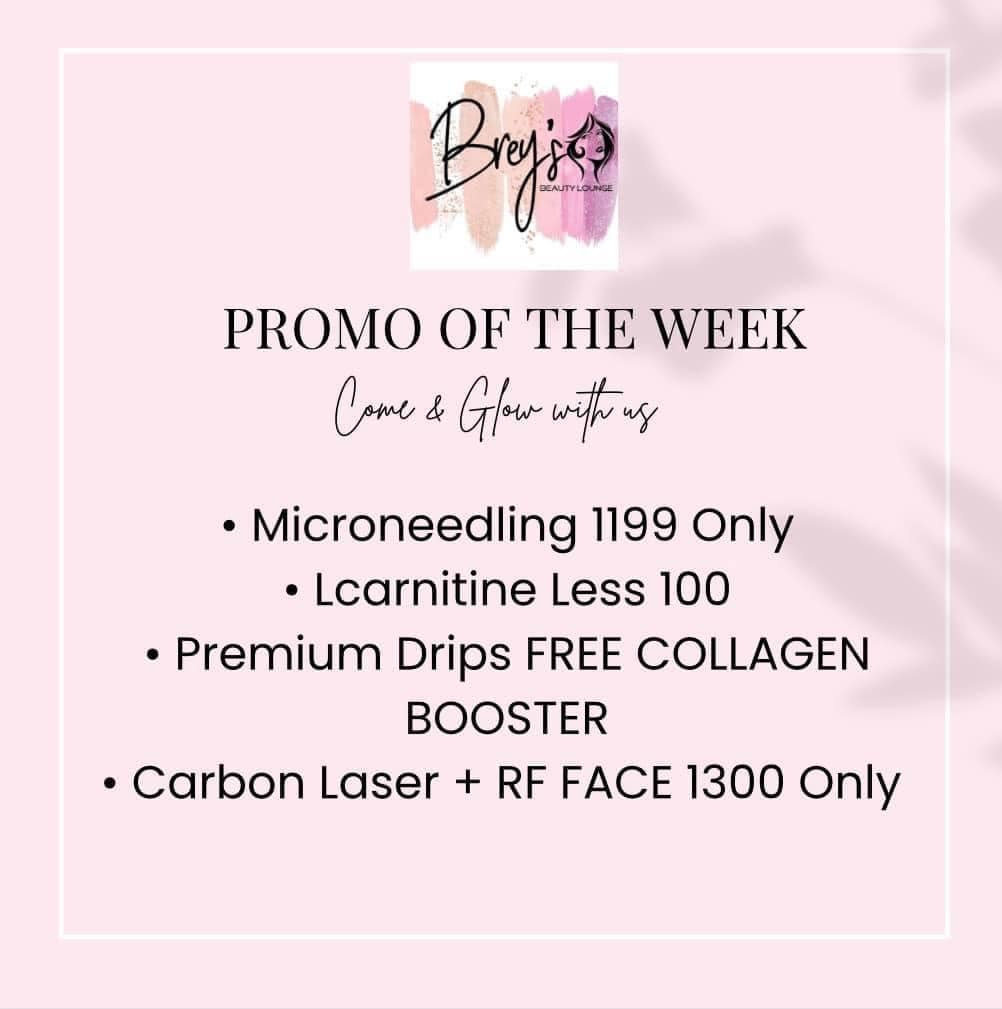 Brey's
BEAUTY LOUNGE
PROMO OF THE WEEK
Come & Glow with us
• Microneedling 1199 Only
• Lcarnitine Less 100
• Premium Drips FREE COLLAGEN
BOOSTER
• Carbon Laser + RF FACE 1300 Only